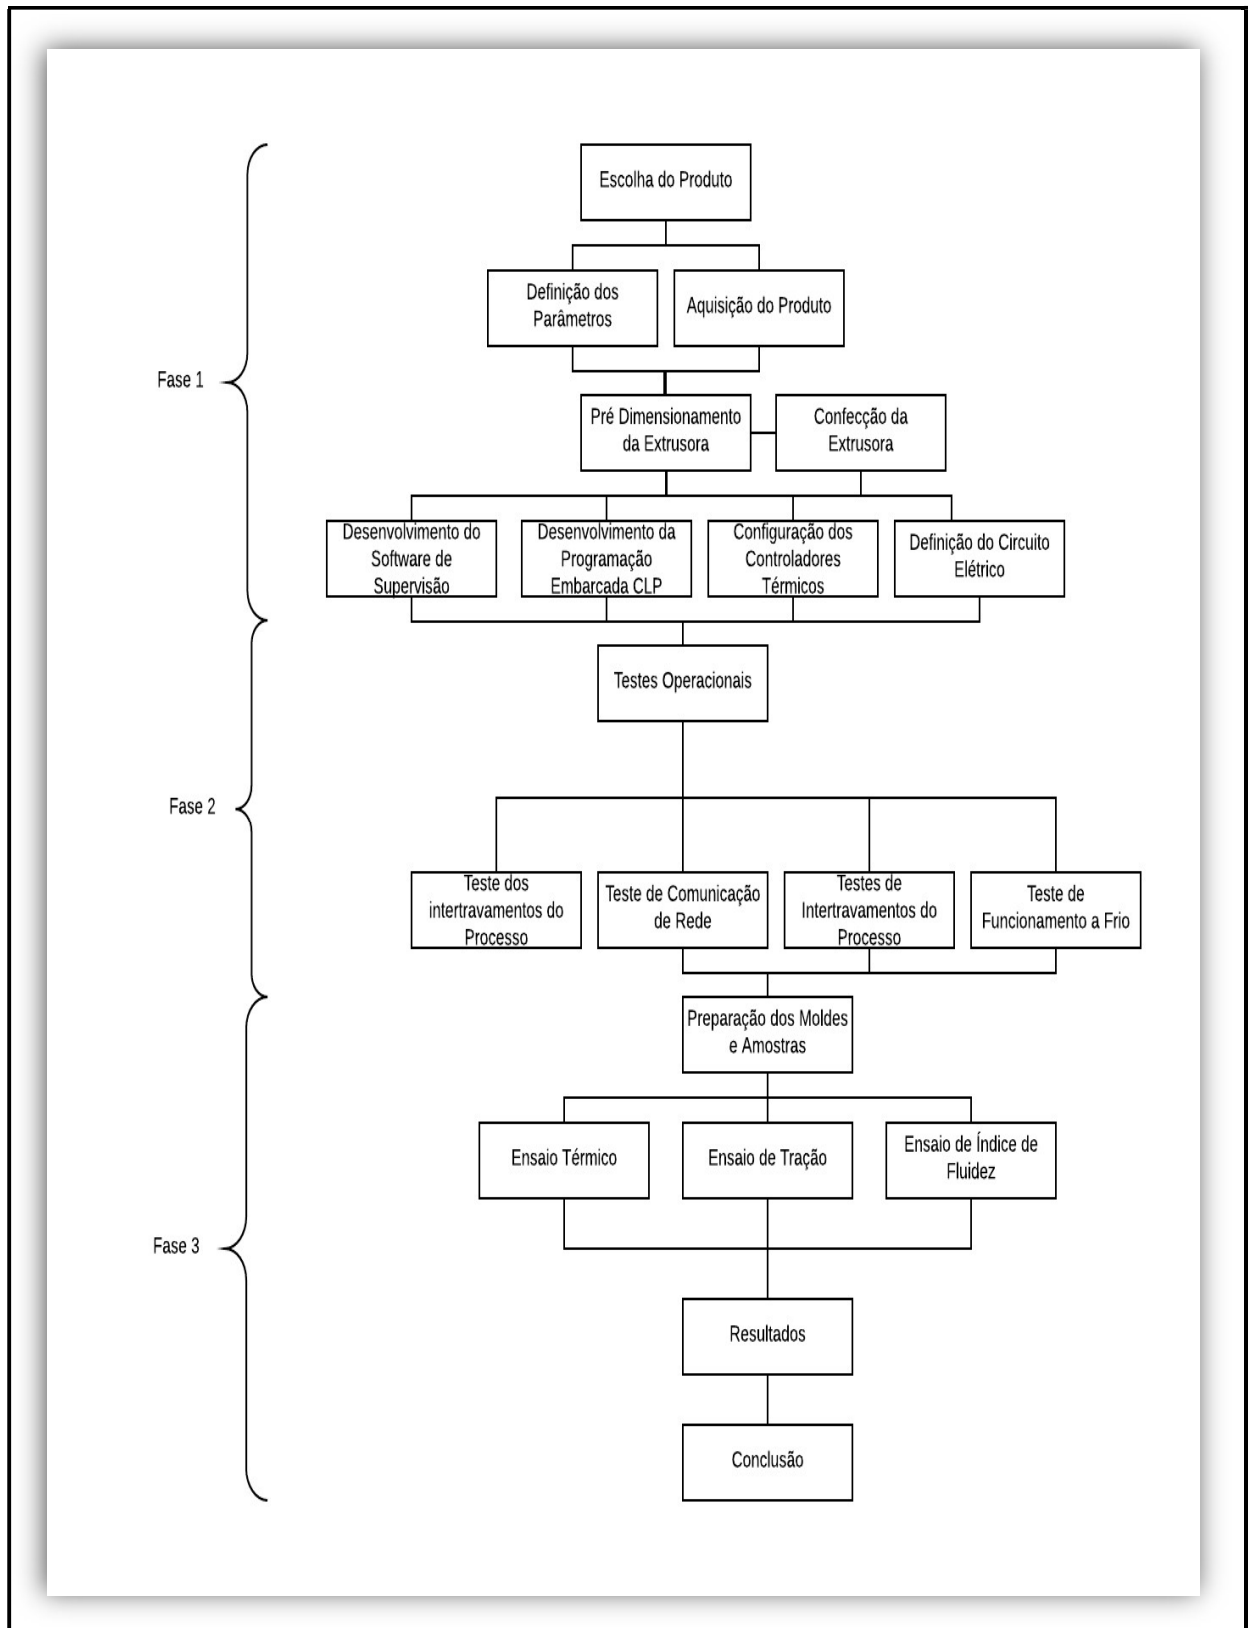 Escolha do Produto
Definição dos
Parâmetros
Aquisição do Produto
Fase 1
Pré Dimensionamento
da Extrusora
Confecção da
Extrusora
Desenvolvimento do
Software de
Supervisão
Desenvolvimento da
Programação
Embarcada CLP
Configuração dos
Controladores
Térmicos
Definição do Circuito
Elétrico
Testes Operacionais
Fase 2
Teste dos
intertravamentos do
Processo
Teste de Comunicação
de Rede
Testes de
Intertravamentos do
Processo
Teste de
Funcionamento a Frio
Preparação dos Moldes
e Amostras
Ensaio Térmico
Ensaio de Tração
Ensaio de Índice de
Fluidez
Fase 3
Resultados
Conclusão